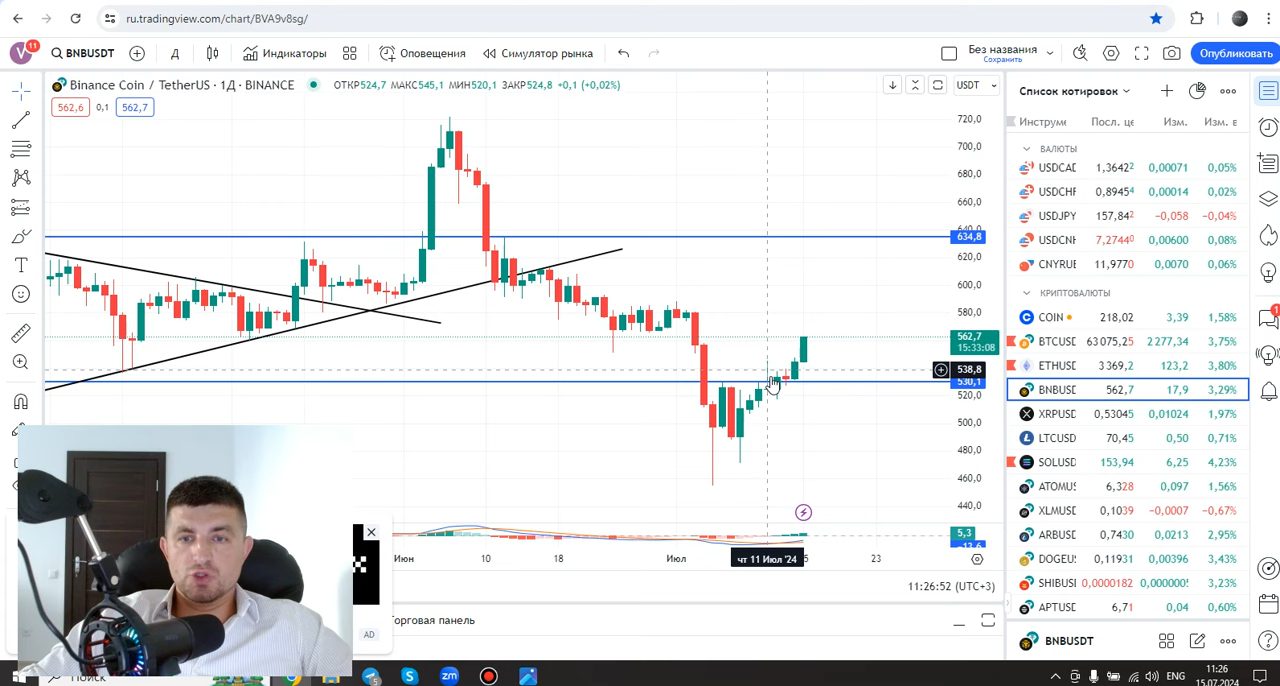 ru.tradingview.com/chart/BVA9v8sg/
V 11 BNBUSDT Д Индикаторы Оповещения Симулятор рынка Без названия Сохранить Опубликовать
Binance Coin / TetherUS · 1Д · BINANCE ОТКР524,7 МАКС545,1 МИН520,1 ЗАКР524,8 +0,1 (+0,02%) USDT
562,6 0,1 562,7
720,0
700,0
680,0
660,0
640,0
634,8
620,0
600,0
580,0
562,7
15:33:08
538,8
530,1
520,0
500,0
480,0
460,0
440,0
5,3
Июн 10 18 Июл чт 11 Июл '24 23
11:26:52 (UTC+3)
AD
Список котировок
Посл. це Изм. Изм. в
ВАЛЮТЫ
USDCAD 1,3642² 0,00071 0,05%
USDCHF 0,8945⁴ 0,00014 0,02%
USDJPY 157,84² −0,058 −0,04%
USDCNH 7,2744⁰ 0,00600 0,08%
CNYRUB 11,9770 0,0070 0,06%
КРИПТОВАЛЮТЫ
COIN 218,02 3,39 1,58%
BTCUSD 63 075,25 2 277,34 3,75%
ETHUSD 3 369,2 123,2 3,80%
BNBUSD 562,7 17,9 3,29%
XRPUSD 0,53045 0,01024 1,97%
LTCUSD 70,45 0,50 0,71%
SOLUSD 153,94 6,25 4,23%
ATOMUS 6,328 0,097 1,56%
XLMUSD 0,1039 −0,0007 −0,67%
ARBUSD 0,7430 0,0213 2,95%
DOGEUS 0,11931 0,00396 3,43%
SHIBUSD 0,0000182 0,000000 3,23%
APTUSD 6,71 0,04 0,60%
BNBUSDT
Поиск
zm
ENG
11:26
15.07.2024
1